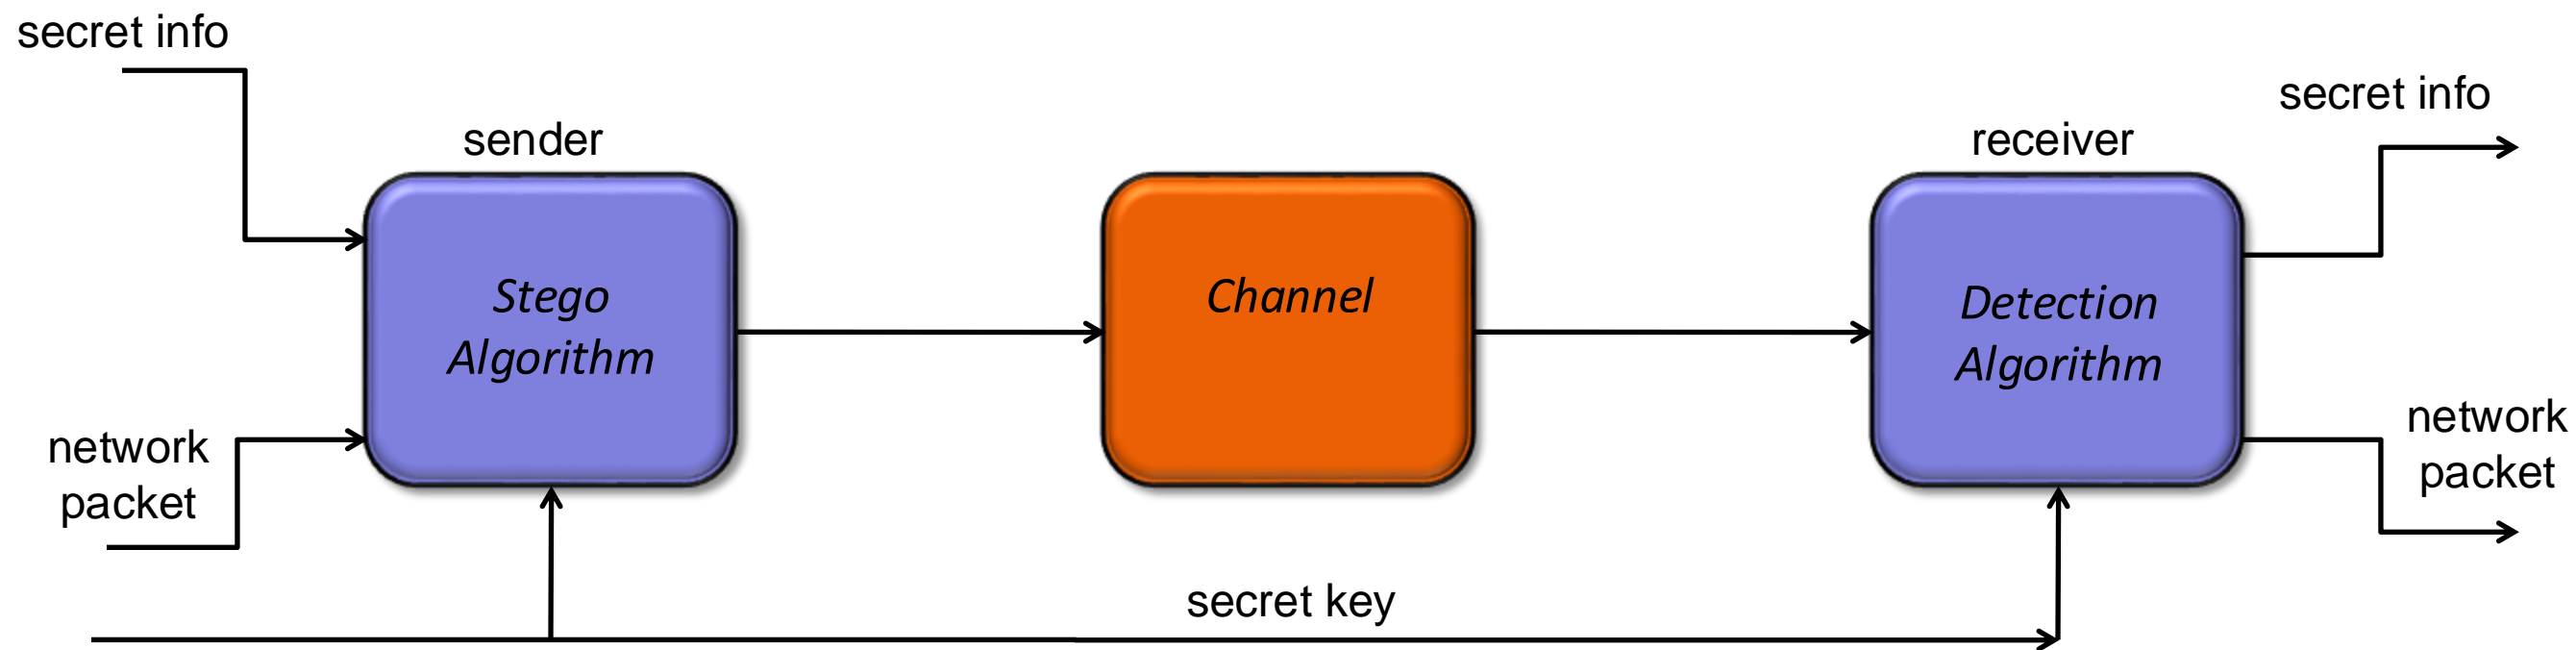 secret info
sender
Stego
Algorithm
network
packet
Channel
secret key
receiver
Detection
Algorithm
secret info
network
packet